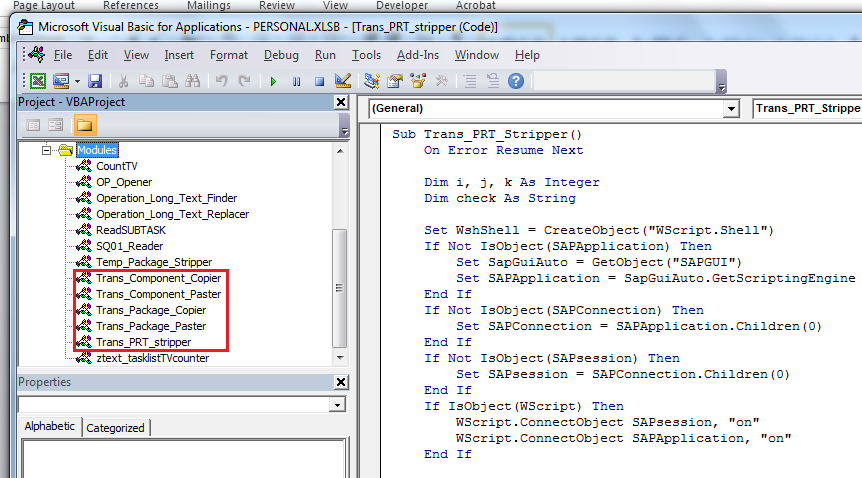 Page Layout References Mailings Review View Developer Acrobat
Microsoft Visual Basic for Applications - PERSONAL.XLSB - [Trans_PRT_stripper (Code)]
File Edit View Insert Format Debug Run Tools Add-Ins Window Help
Project - VBAProject
Modules
CountTV
OP_Opener
Operation_Long_Text_Finder
Operation_Long_Text_Replacer
ReadSUBTASK
SQ01_Reader
Temp_Package_Stripper
Trans_Component_Copier
Trans_Component_Paster
Trans_Package_Copier
Trans_Package_Paster
Trans_PRT_stripper
ztext_tasklistTVcounter
Properties
Alphabetic Categorized
(General) Trans_PRT_Strippe
Sub Trans_PRT_Stripper()
On Error Resume Next
Dim i, j, k As Integer
Dim check As String
Set WshShell = CreateObject("WScript.Shell")
If Not IsObject(SAPApplication) Then
Set SapGuiAuto = GetObject("SAPGUI")
Set SAPApplication = SapGuiAuto.GetScriptingEngine
End If
If Not IsObject(SAPConnection) Then
Set SAPConnection = SAPApplication.Children(0)
End If
If Not IsObject(SAPsession) Then
Set SAPsession = SAPConnection.Children(0)
End If
If IsObject(WScript) Then
WScript.ConnectObject SAPsession, "on"
WScript.ConnectObject SAPApplication, "on"
End If